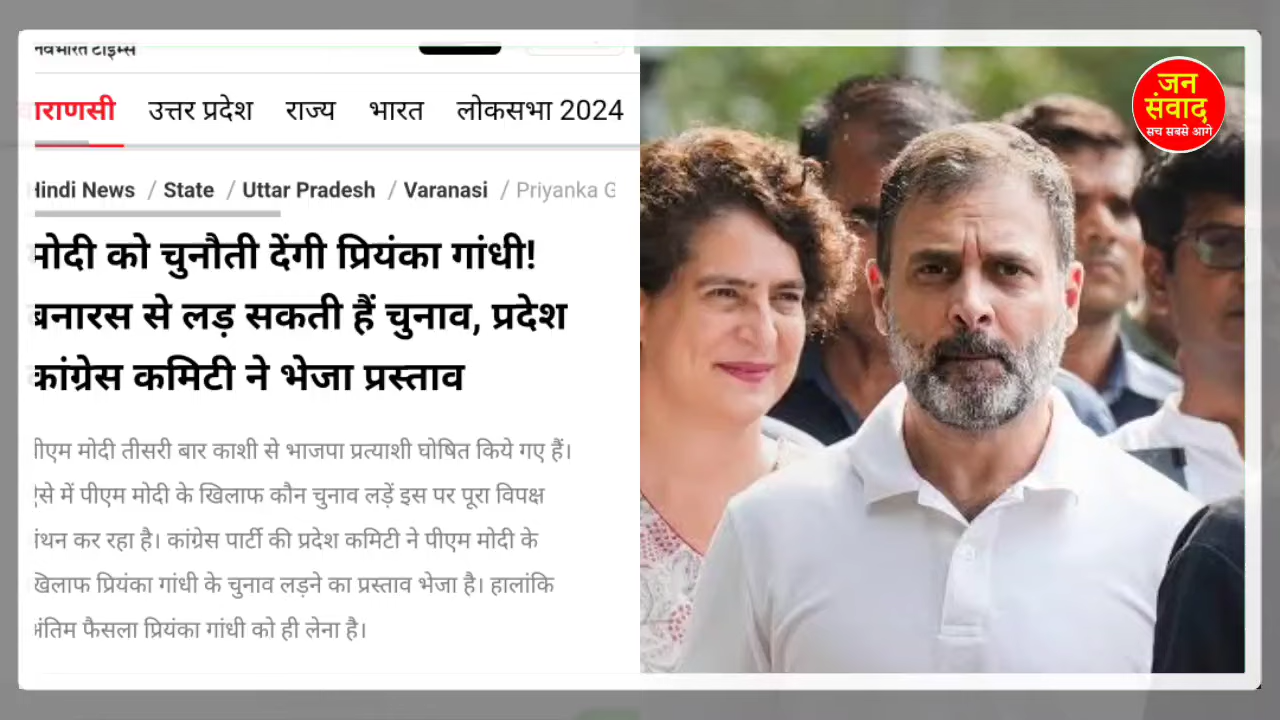 नवभारत टाइम्स
वाराणसी उत्तर प्रदेश राज्य भारत लोकसभा 2024
Hindi News / State / Uttar Pradesh / Varanasi / Priyanka G
मोदी को चुनौती देंगी प्रियंका गांधी!
बनारस से लड़ सकती हैं चुनाव, प्रदेश
कांग्रेस कमिटी ने भेजा प्रस्ताव
पीएम मोदी तीसरी बार काशी से भाजपा प्रत्याशी घोषित किये गए हैं।
ऐसे में पीएम मोदी के खिलाफ कौन चुनाव लड़ें इस पर पूरा विपक्ष
मंथन कर रहा है। कांग्रेस पार्टी की प्रदेश कमिटी ने पीएम मोदी के
खिलाफ प्रियंका गांधी के चुनाव लड़ने का प्रस्ताव भेजा है। हालांकि
अंतिम फैसला प्रियंका गांधी को ही लेना है।
जन
संवाद
सच सबसे आगे